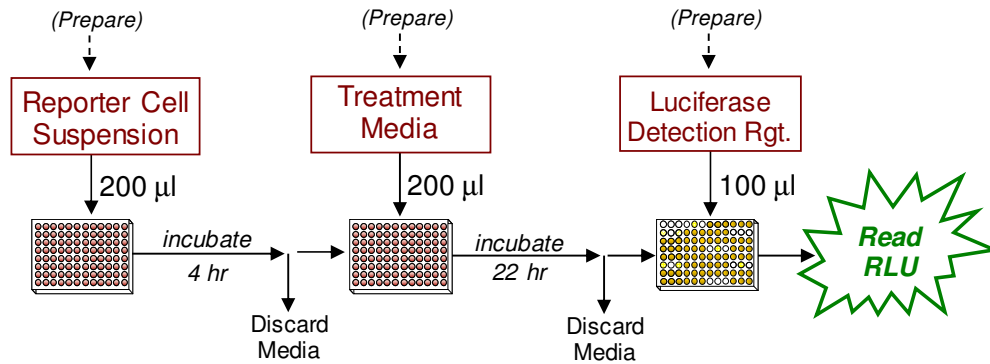 (Prepare)
(Prepare)
(Prepare)
Reporter Cell
Suspension
Treatment
Media
Luciferase
Detection Rgt.
200 µl
200 µl
100 µl
incubate
4 hr
incubate
22 hr
Read
RLU
Discard
Media
Discard
Media